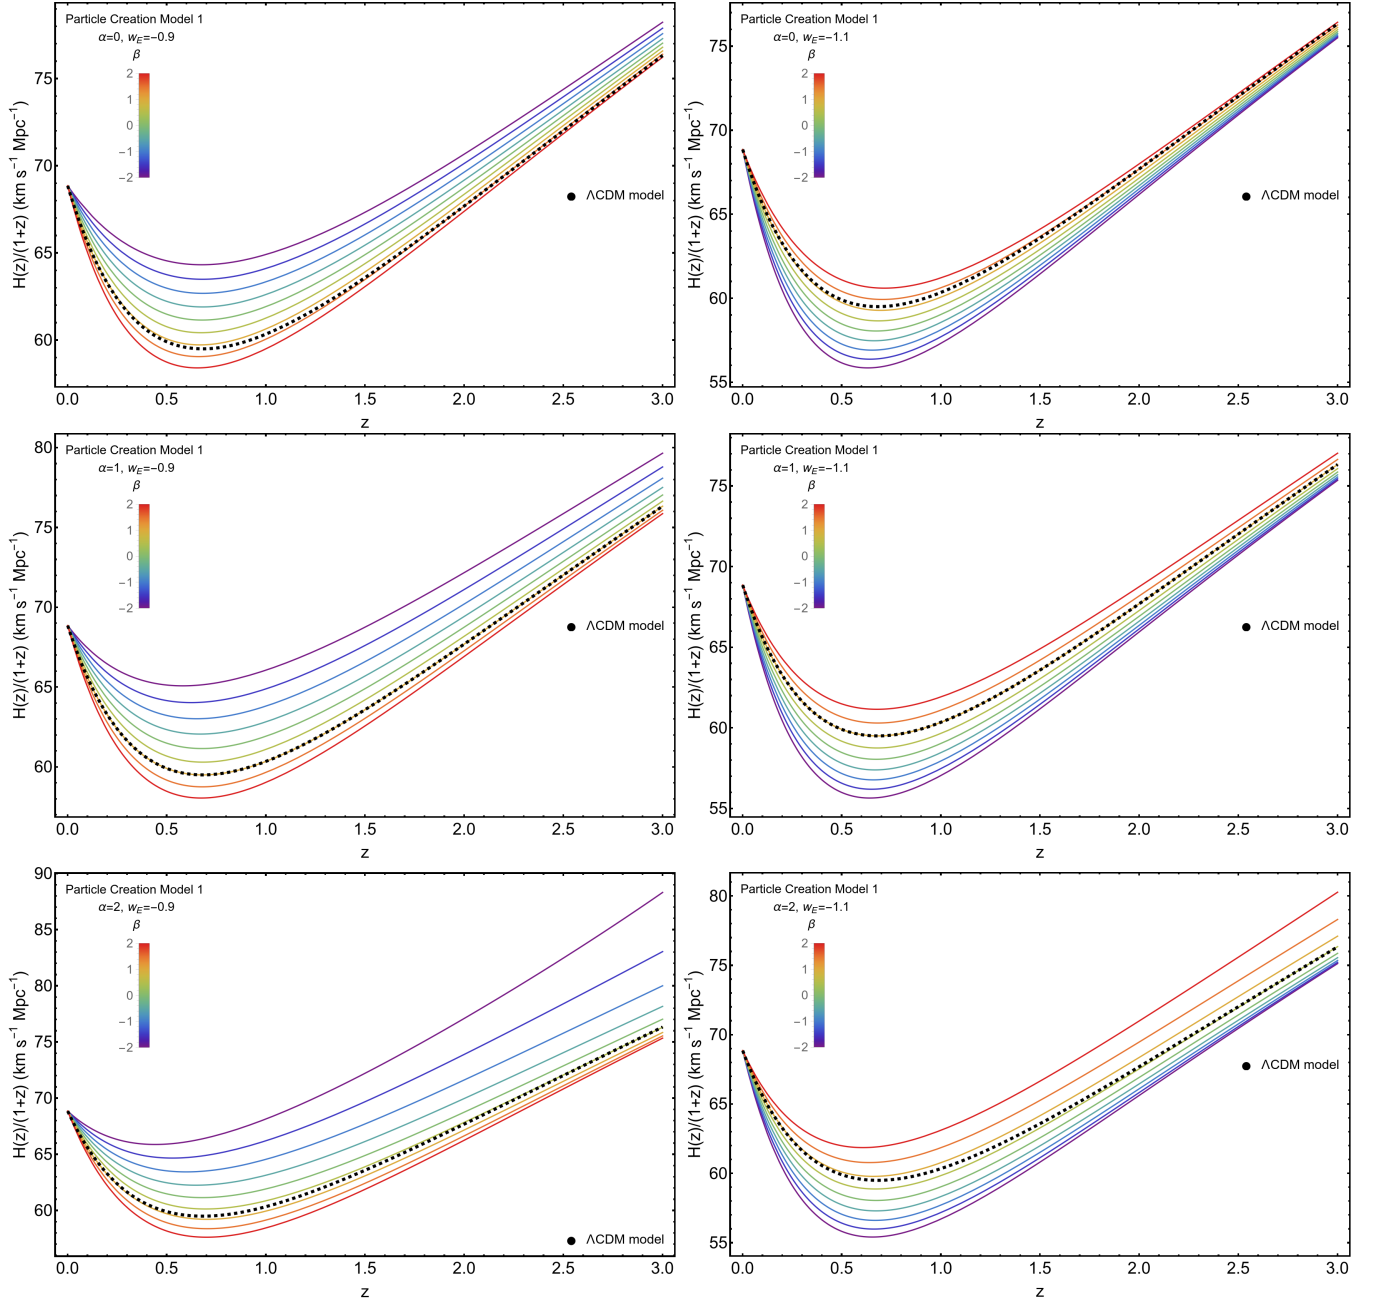 Particle Creation Model 1
α=0, wE=−0.9
β
2
1
0
−1
−2
ΛCDM model
75
70
65
60
H(z)/(1+z) (km s−1 Mpc−1)
0.0 0.5 1.0 1.5 2.0 2.5 3.0
z
Particle Creation Model 1
α=0, wE=−1.1
β
2
1
0
−1
−2
ΛCDM model
75
70
65
60
55
H(z)/(1+z) (km s−1 Mpc−1)
0.0 0.5 1.0 1.5 2.0 2.5 3.0
z
Particle Creation Model 1
α=1, wE=−0.9
β
2
1
0
−1
−2
ΛCDM model
80
75
70
65
60
H(z)/(1+z) (km s−1 Mpc−1)
0.0 0.5 1.0 1.5 2.0 2.5 3.0
z
Particle Creation Model 1
α=1, wE=−1.1
β
2
1
0
−1
−2
ΛCDM model
75
70
65
60
55
H(z)/(1+z) (km s−1 Mpc−1)
0.0 0.5 1.0 1.5 2.0 2.5 3.0
z
Particle Creation Model 1
α=2, wE=−0.9
β
2
1
0
−1
−2
ΛCDM model
90
85
80
75
70
65
60
H(z)/(1+z) (km s−1 Mpc−1)
0.0 0.5 1.0 1.5 2.0 2.5 3.0
z
Particle Creation Model 1
α=2, wE=−1.1
β
2
1
0
−1
−2
ΛCDM model
80
75
70
65
60
55
H(z)/(1+z) (km s−1 Mpc−1)
0.0 0.5 1.0 1.5 2.0 2.5 3.0
z